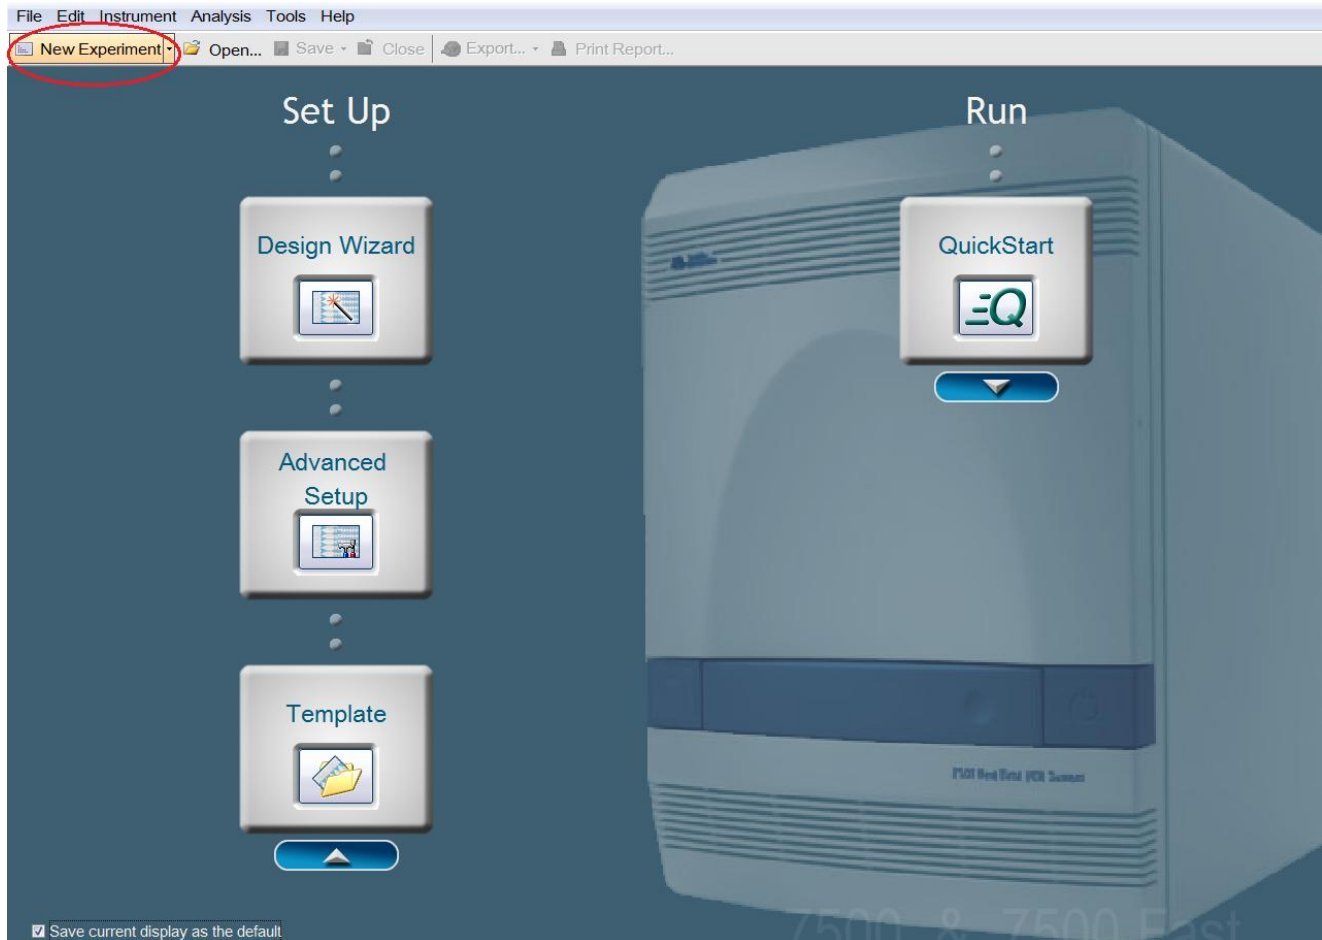 File Edit Instrument Analysis Tools Help
New Experiment Open... Save Close Export... Print Report...
Set Up
Run
Design Wizard
QuickStart
Q
Advanced
Setup
Template
Save current display as the default
7500 & 7500 Fast